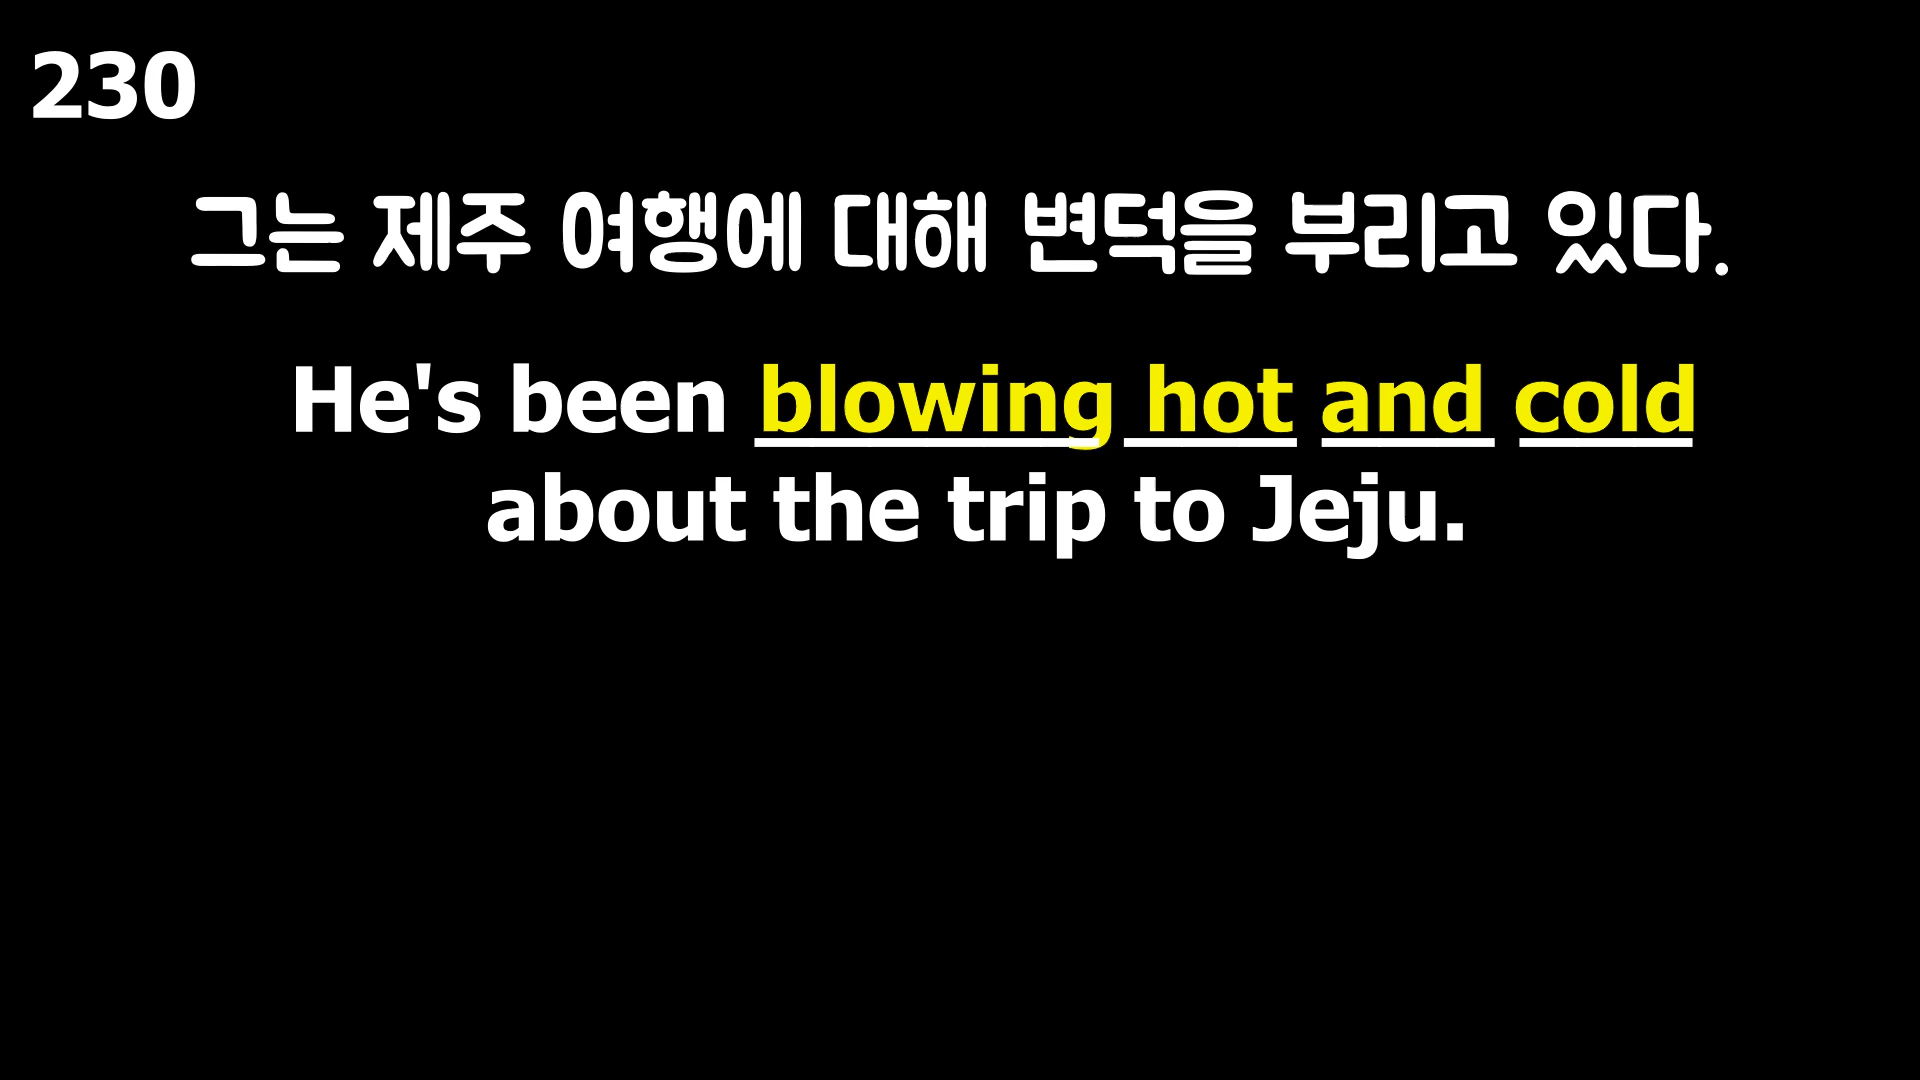 230
그는 제주 여행에 대해 변덕을 부리고 있다.
He's been blowing hot and cold
about the trip to Jeju.